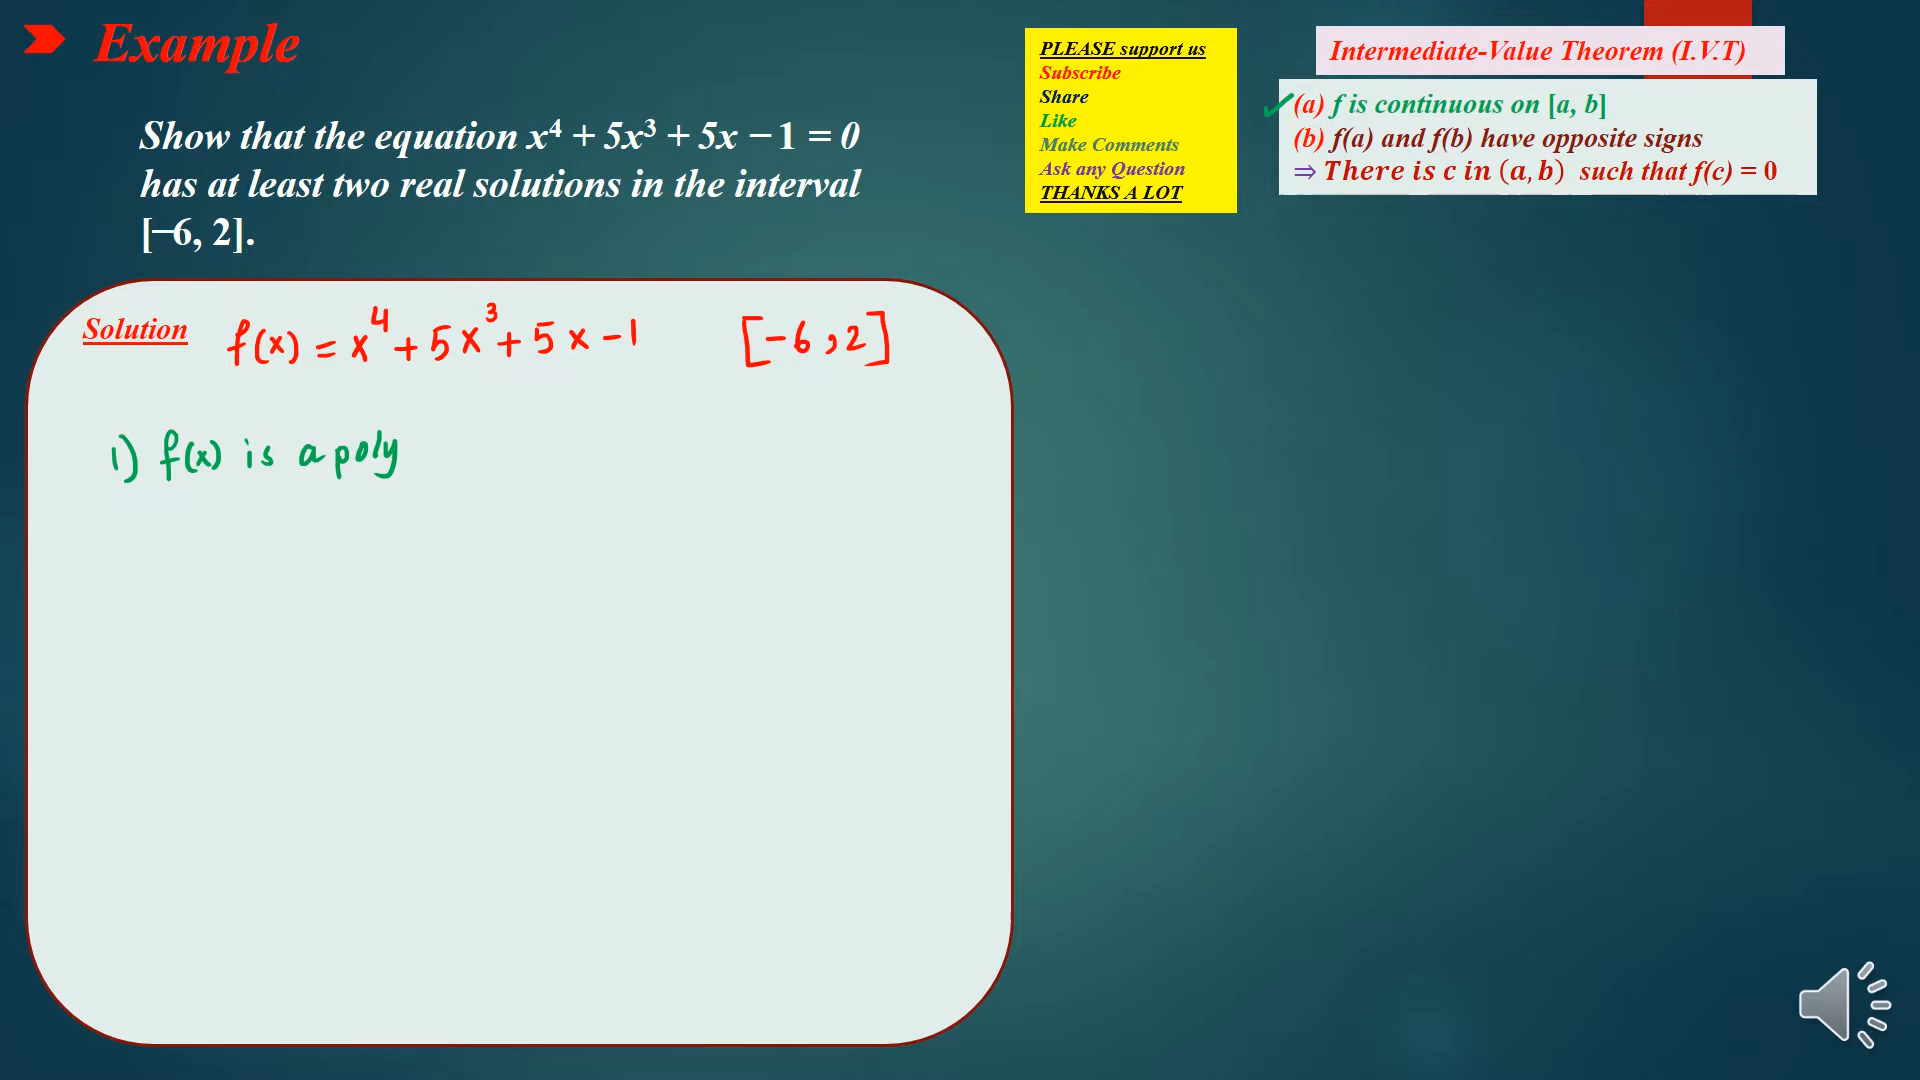 Example
Show that the equation x⁴ + 5x³ + 5x − 1 = 0
has at least two real solutions in the interval
[−6, 2].
PLEASE support us
Subscribe
Share
Like
Make Comments
Ask any Question
THANKS A LOT
Intermediate-Value Theorem (I.V.T)
(a) f is continuous on [a, b]
(b) f(a) and f(b) have opposite signs
⇒ There is c in (a, b) such that f(c) = 0
Solution f(x) = x⁴ + 5x³ + 5x − 1 [−6, 2]
1) f(x) is a poly